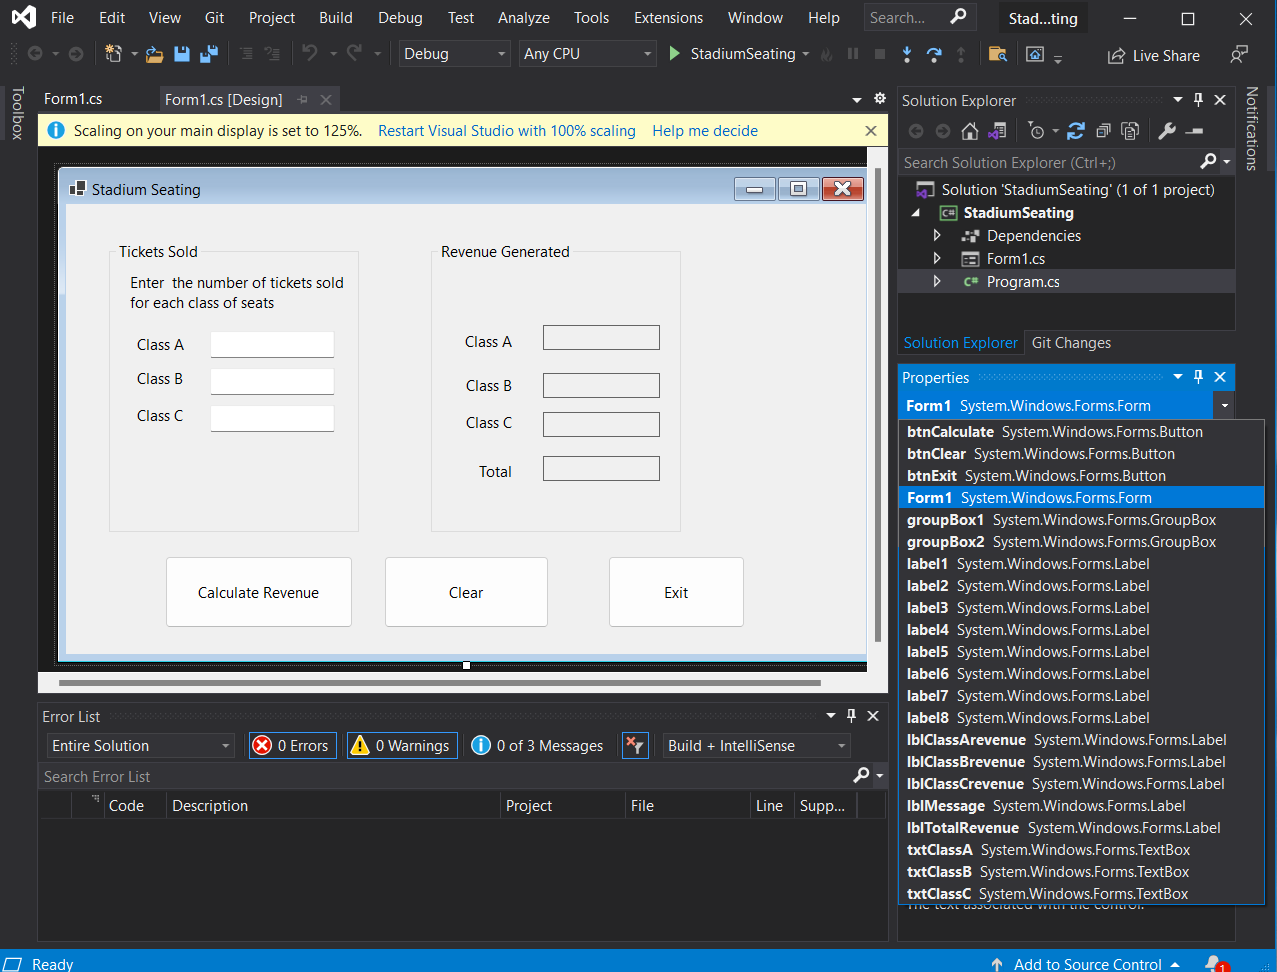 File Edit View Git Project Build Debug Test Analyze Tools Extensions Window Help Search... Stad...ting
Debug Any CPU StadiumSeating Live Share
Toolbox
Form1.cs Form1.cs [Design]
Scaling on your main display is set to 125%. Restart Visual Studio with 100% scaling Help me decide
Stadium Seating
Tickets Sold
Enter the number of tickets sold
for each class of seats
Class A
Class B
Class C
Revenue Generated
Class A
Class B
Class C
Total
Calculate Revenue Clear Exit
Error List
Entire Solution 0 Errors 0 Warnings 0 of 3 Messages Build + IntelliSense
Search Error List
Code Description Project File Line Supp...
Solution Explorer
Search Solution Explorer (Ctrl+;)
Solution 'StadiumSeating' (1 of 1 project)
C# StadiumSeating
Dependencies
Form1.cs
C# Program.cs
Solution Explorer Git Changes
Notifications
Properties
Form1 System.Windows.Forms.Form
btnCalculate System.Windows.Forms.Button
btnClear System.Windows.Forms.Button
btnExit System.Windows.Forms.Button
Form1 System.Windows.Forms.Form
groupBox1 System.Windows.Forms.GroupBox
groupBox2 System.Windows.Forms.GroupBox
label1 System.Windows.Forms.Label
label2 System.Windows.Forms.Label
label3 System.Windows.Forms.Label
label4 System.Windows.Forms.Label
label5 System.Windows.Forms.Label
label6 System.Windows.Forms.Label
label7 System.Windows.Forms.Label
label8 System.Windows.Forms.Label
lblClassArevenue System.Windows.Forms.Label
lblClassBrevenue System.Windows.Forms.Label
lblClassCrevenue System.Windows.Forms.Label
lblMessage System.Windows.Forms.Label
lblTotalRevenue System.Windows.Forms.Label
txtClassA System.Windows.Forms.TextBox
txtClassB System.Windows.Forms.TextBox
txtClassC System.Windows.Forms.TextBox
The text associated with the control.
Ready Add to Source Control 1